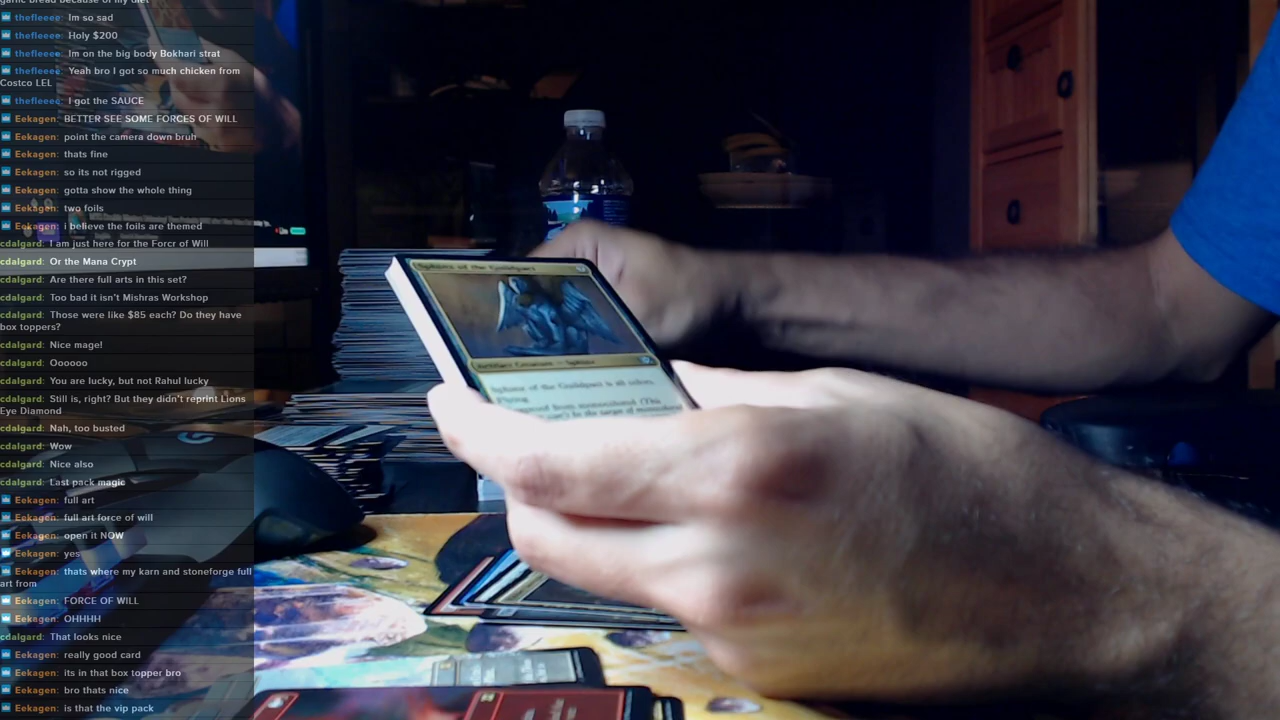 garlic bread because of my diet
thefleeee: Im so sad
thefleeee: Holy $200
thefleeee: Im on the big body Bokhari strat
thefleeee: Yeah bro I got so much chicken from
Costco LEL
thefleeee: I got the SAUCE
Eekagen: BETTER SEE SOME FORCES OF WILL
Eekagen: point the camera down bruh
Eekagen: thats fine
Eekagen: so its not rigged
Eekagen: gotta show the whole thing
Eekagen: two foils
Eekagen: i believe the foils are themed
cdalgard: I am just here for the Forcr of Will
cdalgard: Or the Mana Crypt
cdalgard: Are there full arts in this set?
cdalgard: Too bad it isn't Mishras Workshop
cdalgard: Those were like $85 each? Do they have
box toppers?
cdalgard: Nice mage!
cdalgard: Oooooo
cdalgard: You are lucky, but not Rahul lucky
cdalgard: Still is, right? But they didn't reprint Lions
Eye Diamond
cdalgard: Nah, too busted
cdalgard: Wow
cdalgard: Nice also
cdalgard: Last pack magic
Eekagen: full art
Eekagen: full art force of will
Eekagen: open it NOW
Eekagen: yes
Eekagen: thats where my karn and stoneforge full
art from
Eekagen: FORCE OF WILL
Eekagen: OHHHH
cdalgard: That looks nice
Eekagen: really good card
Eekagen: its in that box topper bro
Eekagen: bro thats nice
Eekagen: is that the vip pack
Sphinx of the Guildpact
Artifact Creature — Sphinx
Sphinx of the Guildpact is all colors.
Flying